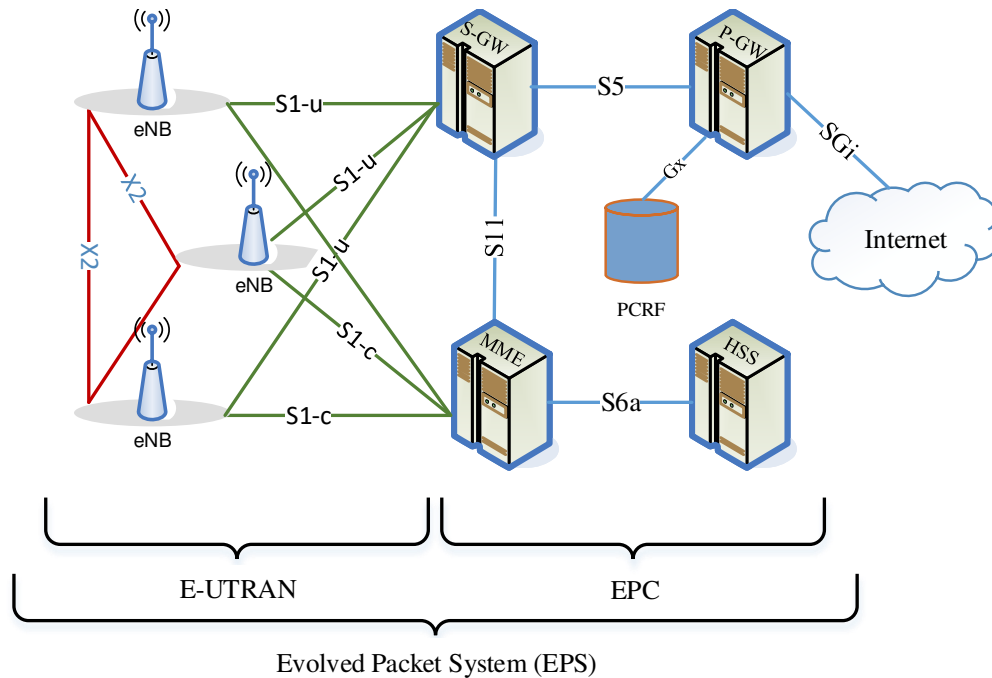 S-GW
P-GW
eNB
S1-u
S5
SGi
X2
S1-u
Gx
eNB
X2
S1-u
S11
Internet
S1-c
PCRF
MME
HSS
eNB
S1-c
S6a
E-UTRAN
EPC
Evolved Packet System (EPS)